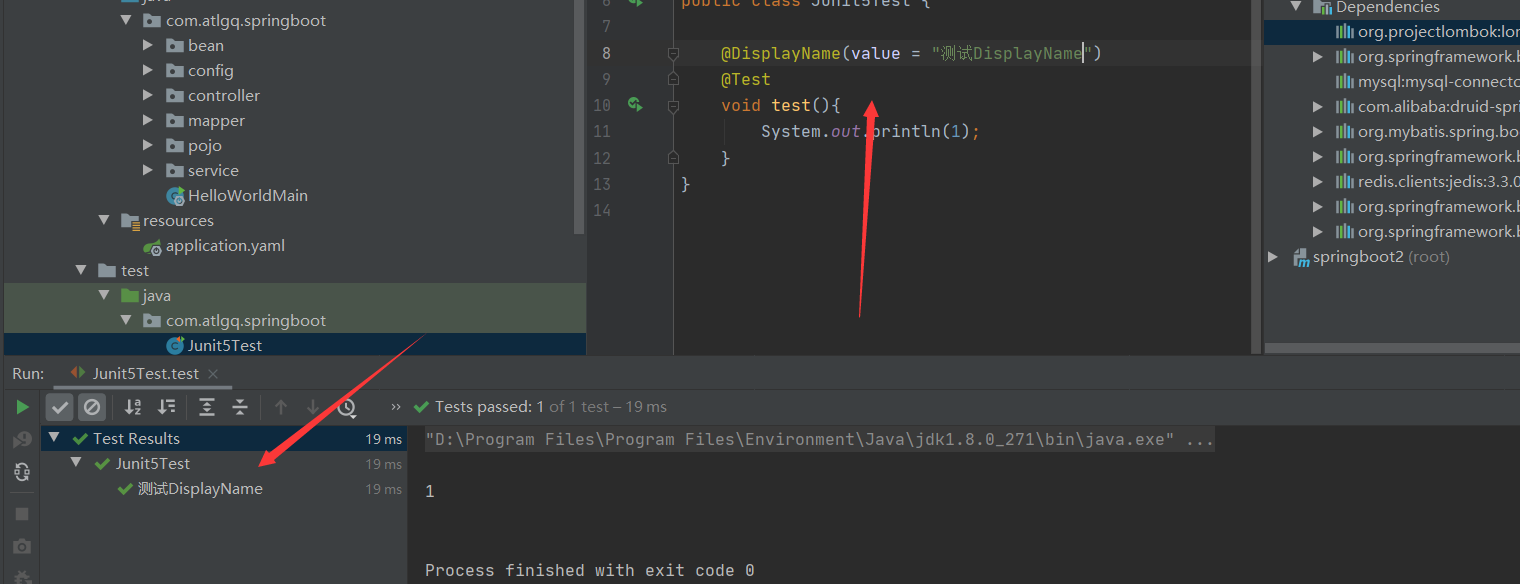 java
com.atlgq.springboot
bean
config
controller
mapper
pojo
service
HelloWorldMain
resources
application.yaml
test
java
com.atlgq.springboot
Junit5Test
6 public class Junit5Test {
7
8 @DisplayName(value = "测试DisplayName")
9 @Test
10 void test(){
11 System.out.println(1);
12 }
13 }
14
Dependencies
org.projectlombok:lor
org.springframework.b
mysql:mysql-connecto
com.alibaba:druid-spri
org.mybatis.spring.bo
org.springframework.b
redis.clients:jedis:3.3.0
org.springframework.b
org.springframework.b
springboot2 (root)
Run: Junit5Test.test
Tests passed: 1 of 1 test – 19 ms
Test Results 19 ms
Junit5Test 19 ms
测试DisplayName 19 ms
"D:\Program Files\Program Files\Environment\Java\jdk1.8.0_271\bin\java.exe" ...
1
Process finished with exit code 0